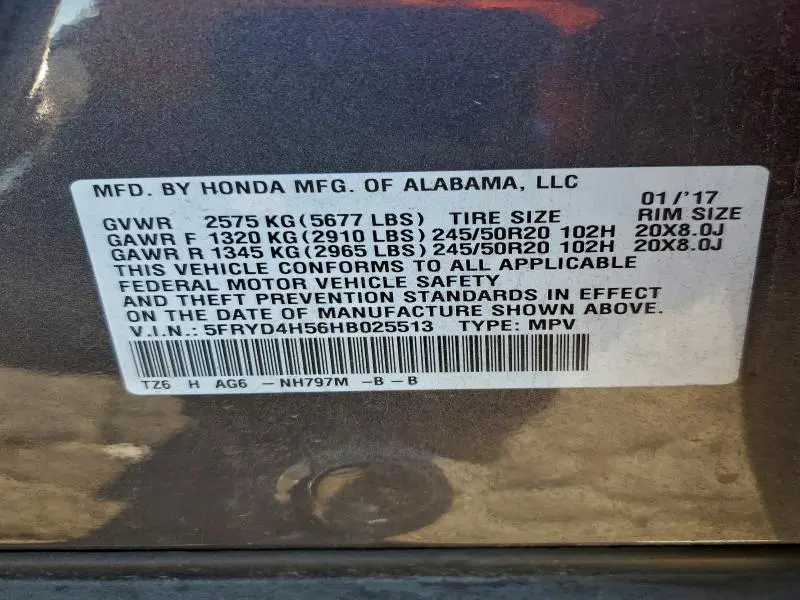 MFD. BY HONDA MFG. OF ALABAMA, LLC 01/'17
GVWR 2575 KG (5677 LBS) TIRE SIZE RIM SIZE
GAWR F 1320 KG (2910 LBS) 245/50R20 102H 20X8.0J
GAWR R 1345 KG (2965 LBS) 245/50R20 102H 20X8.0J
THIS VEHICLE CONFORMS TO ALL APPLICABLE
FEDERAL MOTOR VEHICLE SAFETY
AND THEFT PREVENTION STANDARDS IN EFFECT
ON THE DATE OF MANUFACTURE SHOWN ABOVE.
V.I.N.: 5FRYD4H56HB025513 TYPE: MPV
TZ6 H AG6 -NH797M -B-B